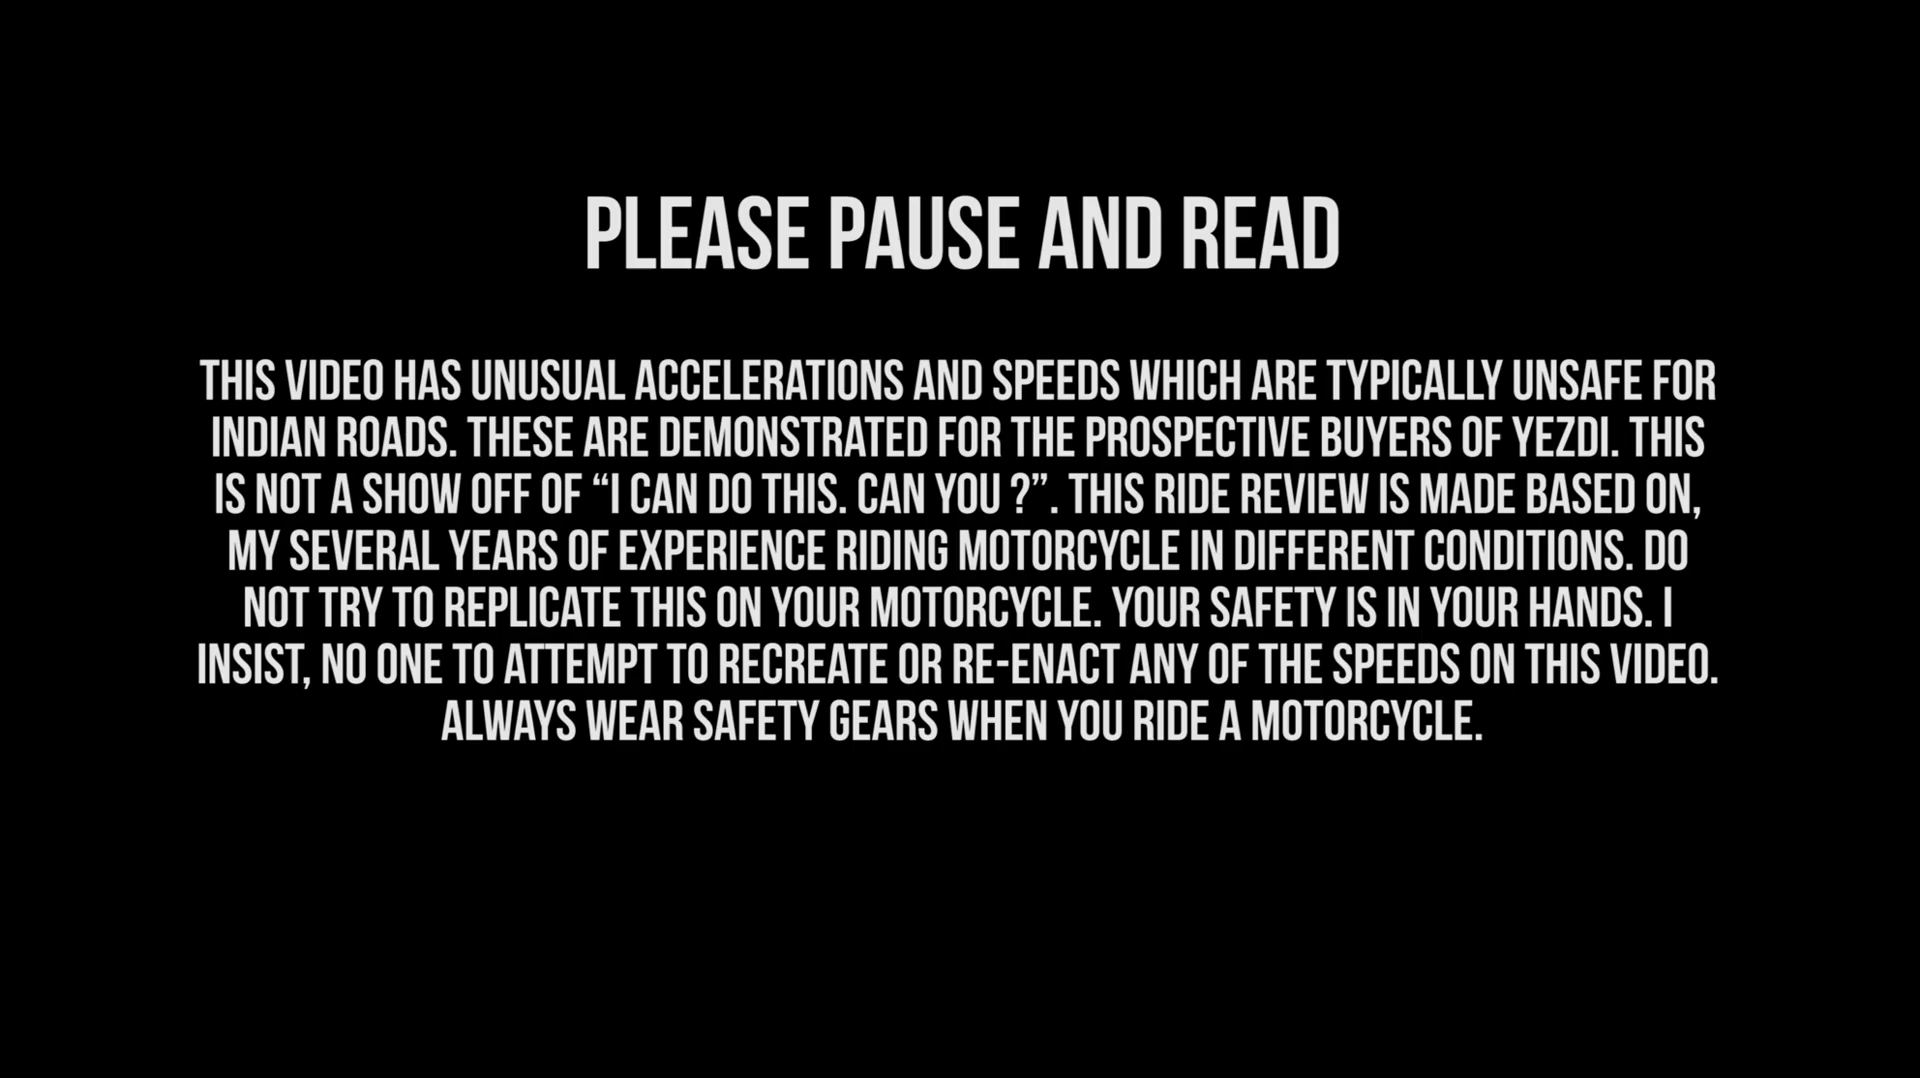 PLEASE PAUSE AND READ
THIS VIDEO HAS UNUSUAL ACCELERATIONS AND SPEEDS WHICH ARE TYPICALLY UNSAFE FOR
INDIAN ROADS. THESE ARE DEMONSTRATED FOR THE PROSPECTIVE BUYERS OF YEZDI. THIS
IS NOT A SHOW OFF OF “I CAN DO THIS. CAN YOU ?”. THIS RIDE REVIEW IS MADE BASED ON,
MY SEVERAL YEARS OF EXPERIENCE RIDING MOTORCYCLE IN DIFFERENT CONDITIONS. DO
NOT TRY TO REPLICATE THIS ON YOUR MOTORCYCLE. YOUR SAFETY IS IN YOUR HANDS. I
INSIST, NO ONE TO ATTEMPT TO RECREATE OR RE-ENACT ANY OF THE SPEEDS ON THIS VIDEO.
ALWAYS WEAR SAFETY GEARS WHEN YOU RIDE A MOTORCYCLE.